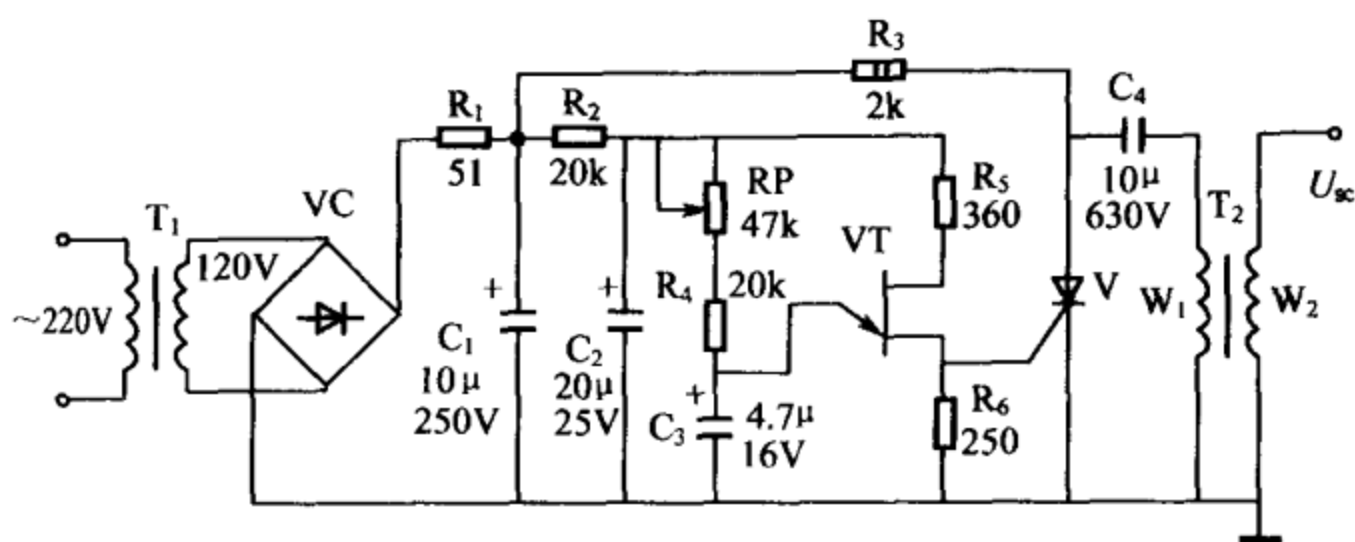 R₃
2k
C₄
10μ
630V
R₁
51
R₂
20k
RP
47k
R₅
360
Uₛc
T₁
VC
120V
~220V
VT
T₂
R₄
20k
V
W₁
W₂
C₁
10μ
250V
C₂
20μ
25V
C₃
4.7μ
16V
R₆
250
+
+
+